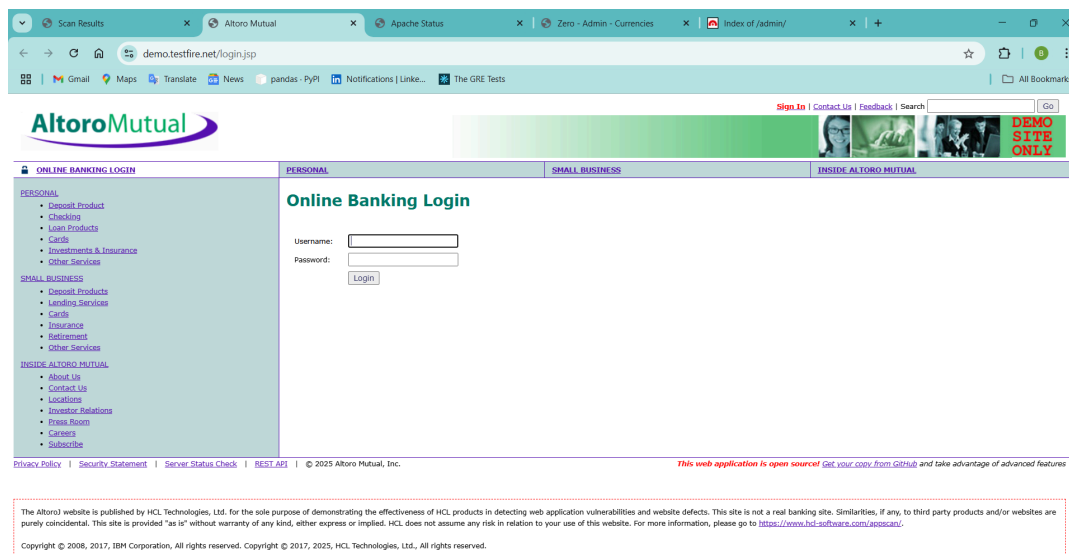 Scan Results
Altoro Mutual
Apache Status
Zero - Admin - Currencies
Index of /admin/
demo.testfire.net/login.jsp
B
Gmail Maps Translate News pandas · PyPI Notifications | Linke... The GRE Tests
All Bookmark
Sign In | Contact Us | Feedback | Search Go
AltoroMutual
DEMO
SITE
ONLY
ONLINE BANKING LOGIN PERSONAL SMALL BUSINESS INSIDE ALTORO MUTUAL
PERSONAL
• Deposit Product
• Checking
• Loan Products
• Cards
• Investments & Insurance
• Other Services
SMALL BUSINESS
• Deposit Products
• Lending Services
• Cards
• Insurance
• Retirement
• Other Services
INSIDE ALTORO MUTUAL
• About Us
• Contact Us
• Locations
• Investor Relations
• Press Room
• Careers
• Subscribe
Online Banking Login
Username:
Password:
Login
Privacy Policy | Security Statement | Server Status Check | REST API | © 2025 Altoro Mutual, Inc.
This web application is open source! Get your copy from GitHub and take advantage of advanced features
The AltoroJ website is published by HCL Technologies, Ltd. for the sole purpose of demonstrating the effectiveness of HCL products in detecting web application vulnerabilities and website defects. This site is not a real banking site. Similarities, if any, to third party products and/or websites are
purely coincidental. This site is provided "as is" without warranty of any kind, either express or implied. HCL does not assume any risk in relation to your use of this website. For more information, please go to https://www.hcl-software.com/appscan/.
Copyright © 2008, 2017, IBM Corporation, All rights reserved. Copyright © 2017, 2025, HCL Technologies, Ltd., All rights reserved.